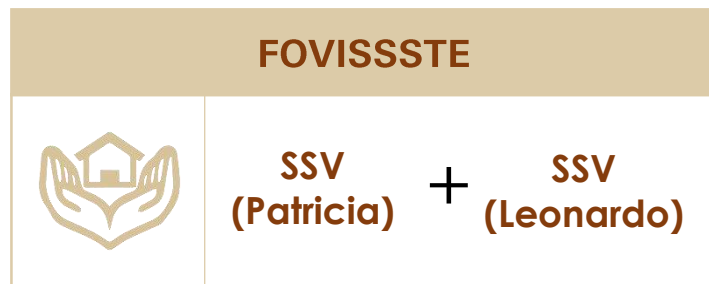 FOVISSSTE
SSV
(Patricia)
+
SSV
(Leonardo)